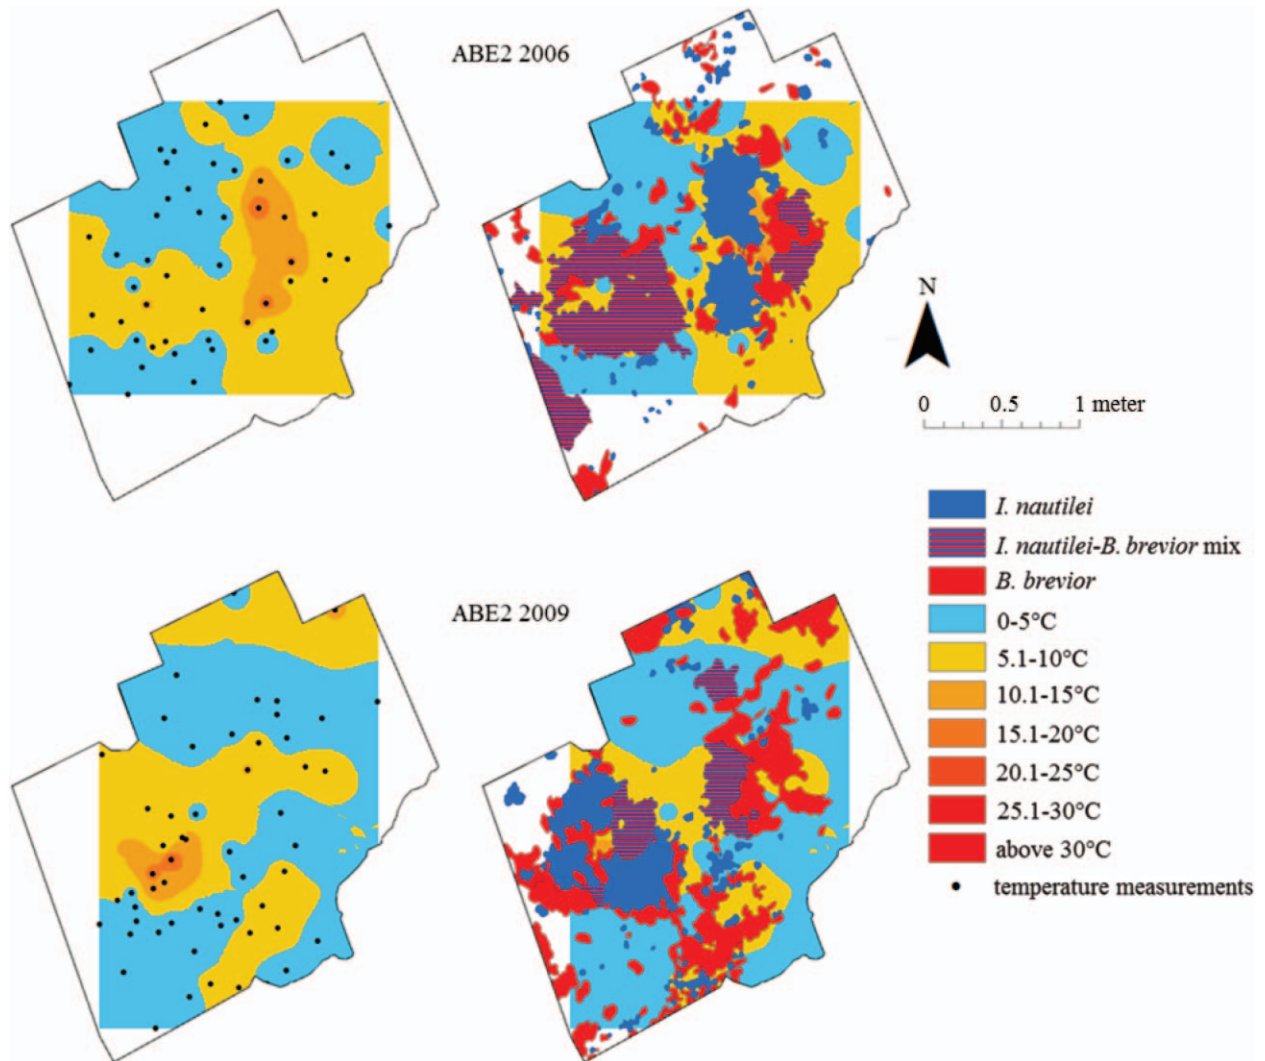 ABE2 2006
N
0 0.5 1 meter
I. nautilei
I. nautilei-B. brevior mix
B. brevior
0-5°C
5.1-10°C
10.1-15°C
15.1-20°C
20.1-25°C
25.1-30°C
above 30°C
temperature measurements
ABE2 2009